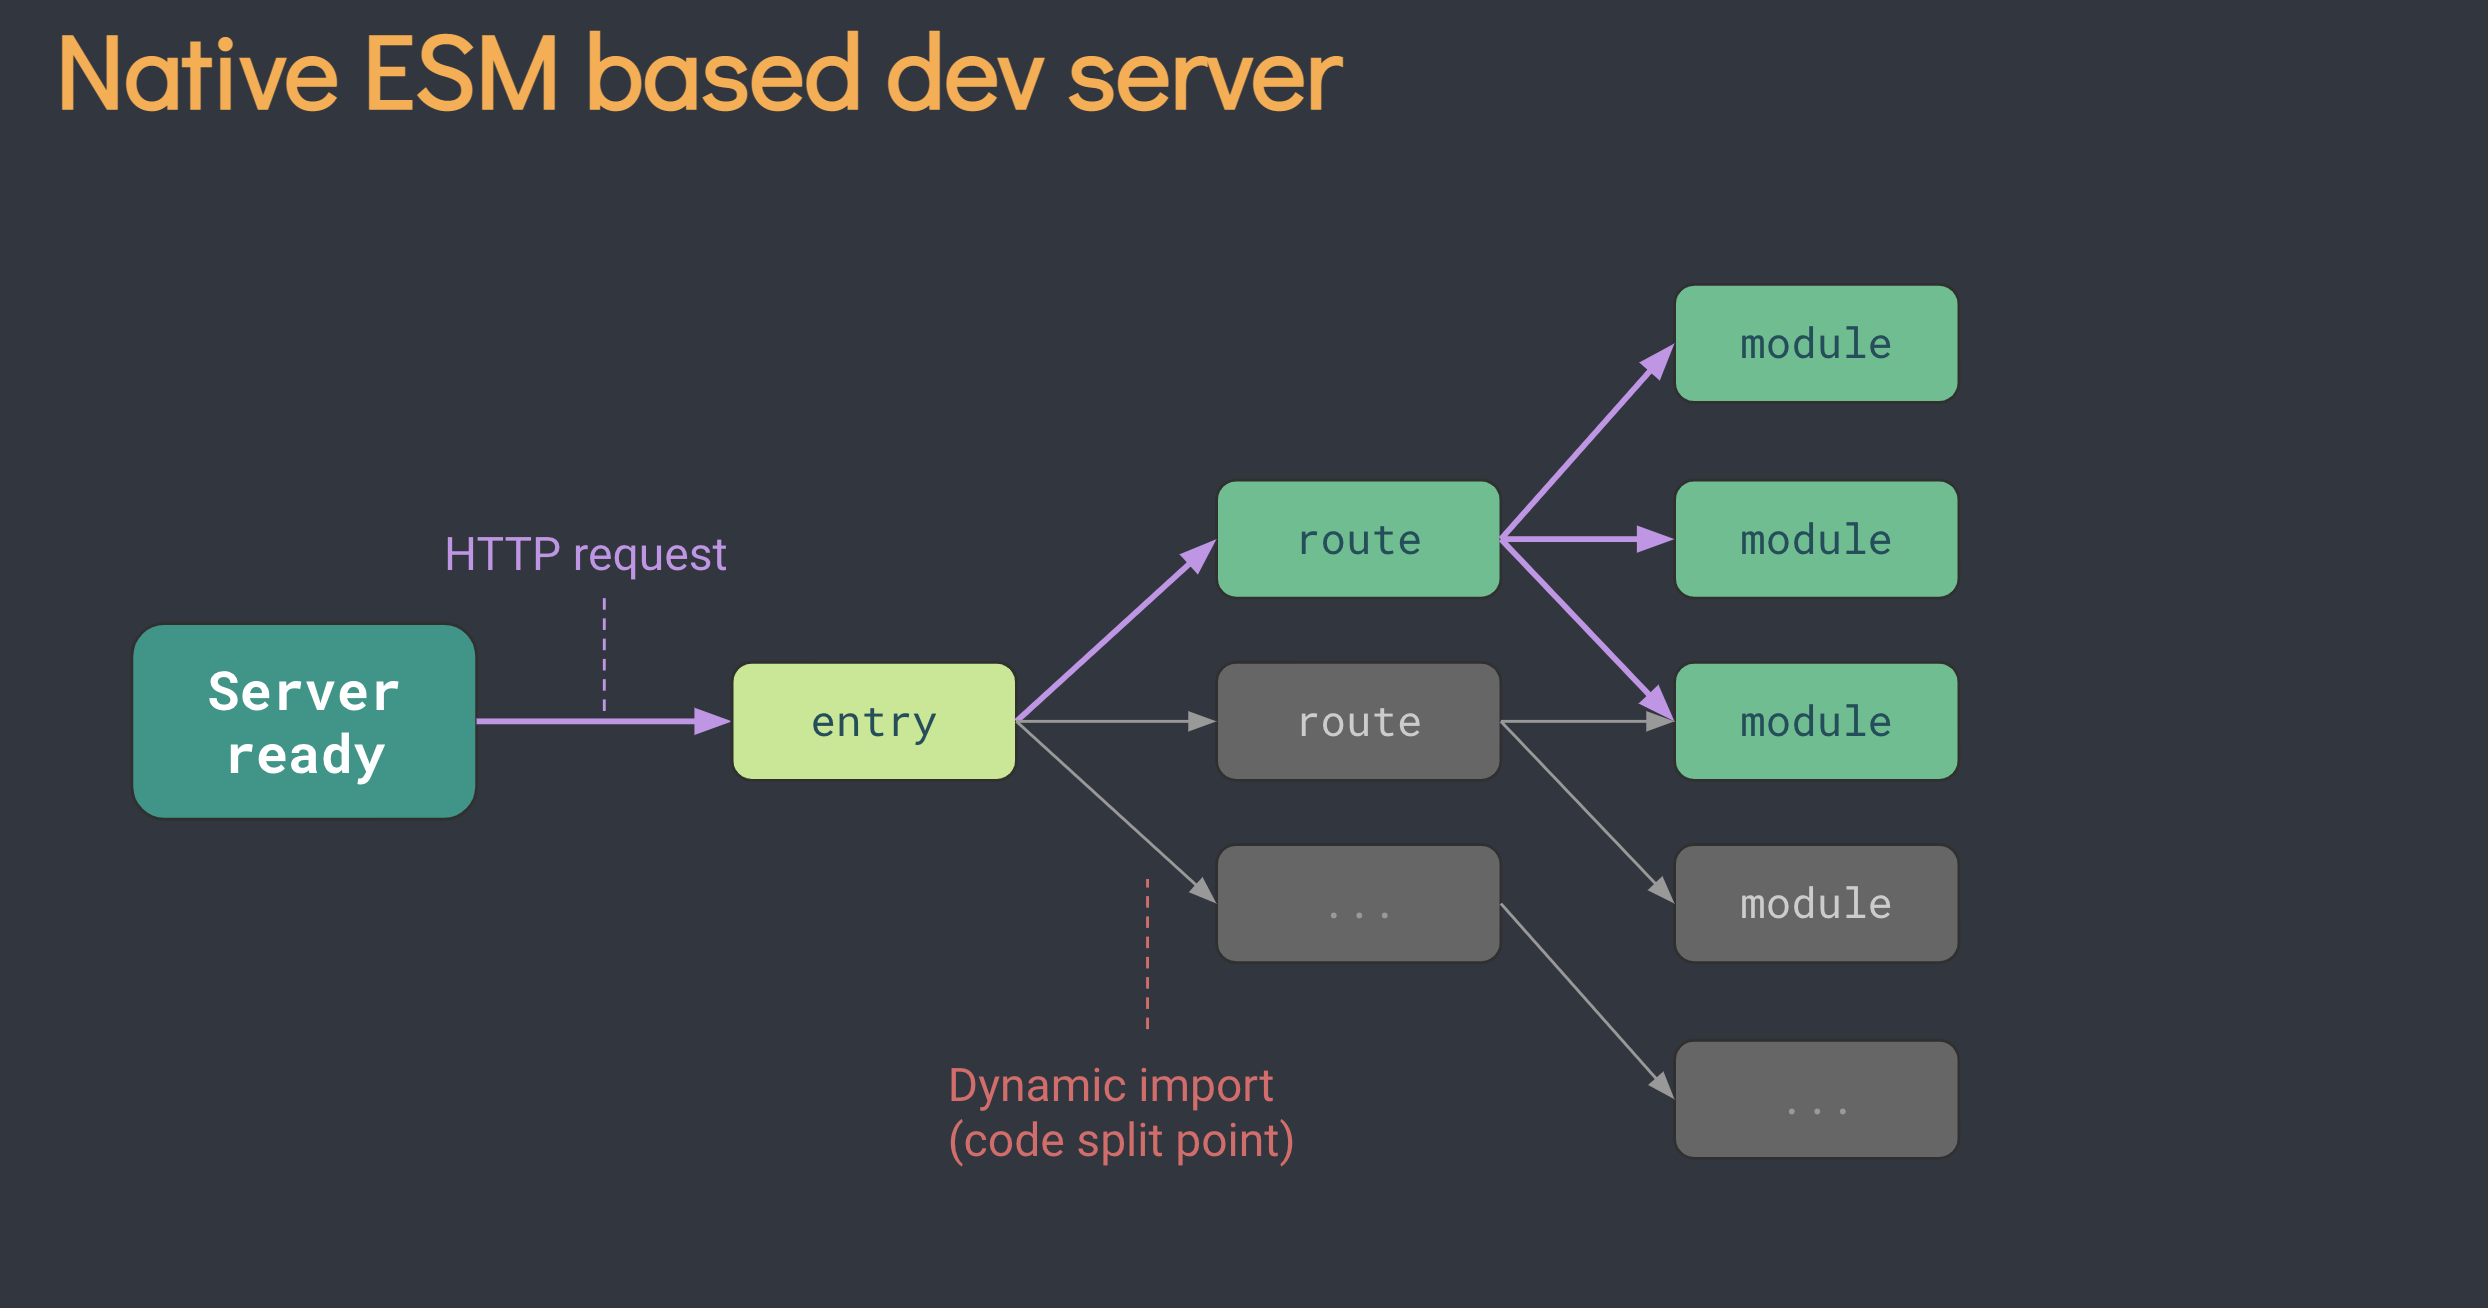 Native ESM based dev server
module
HTTP request
route
module
Server
ready
entry
route
module
...
module
Dynamic import
(code split point)
...